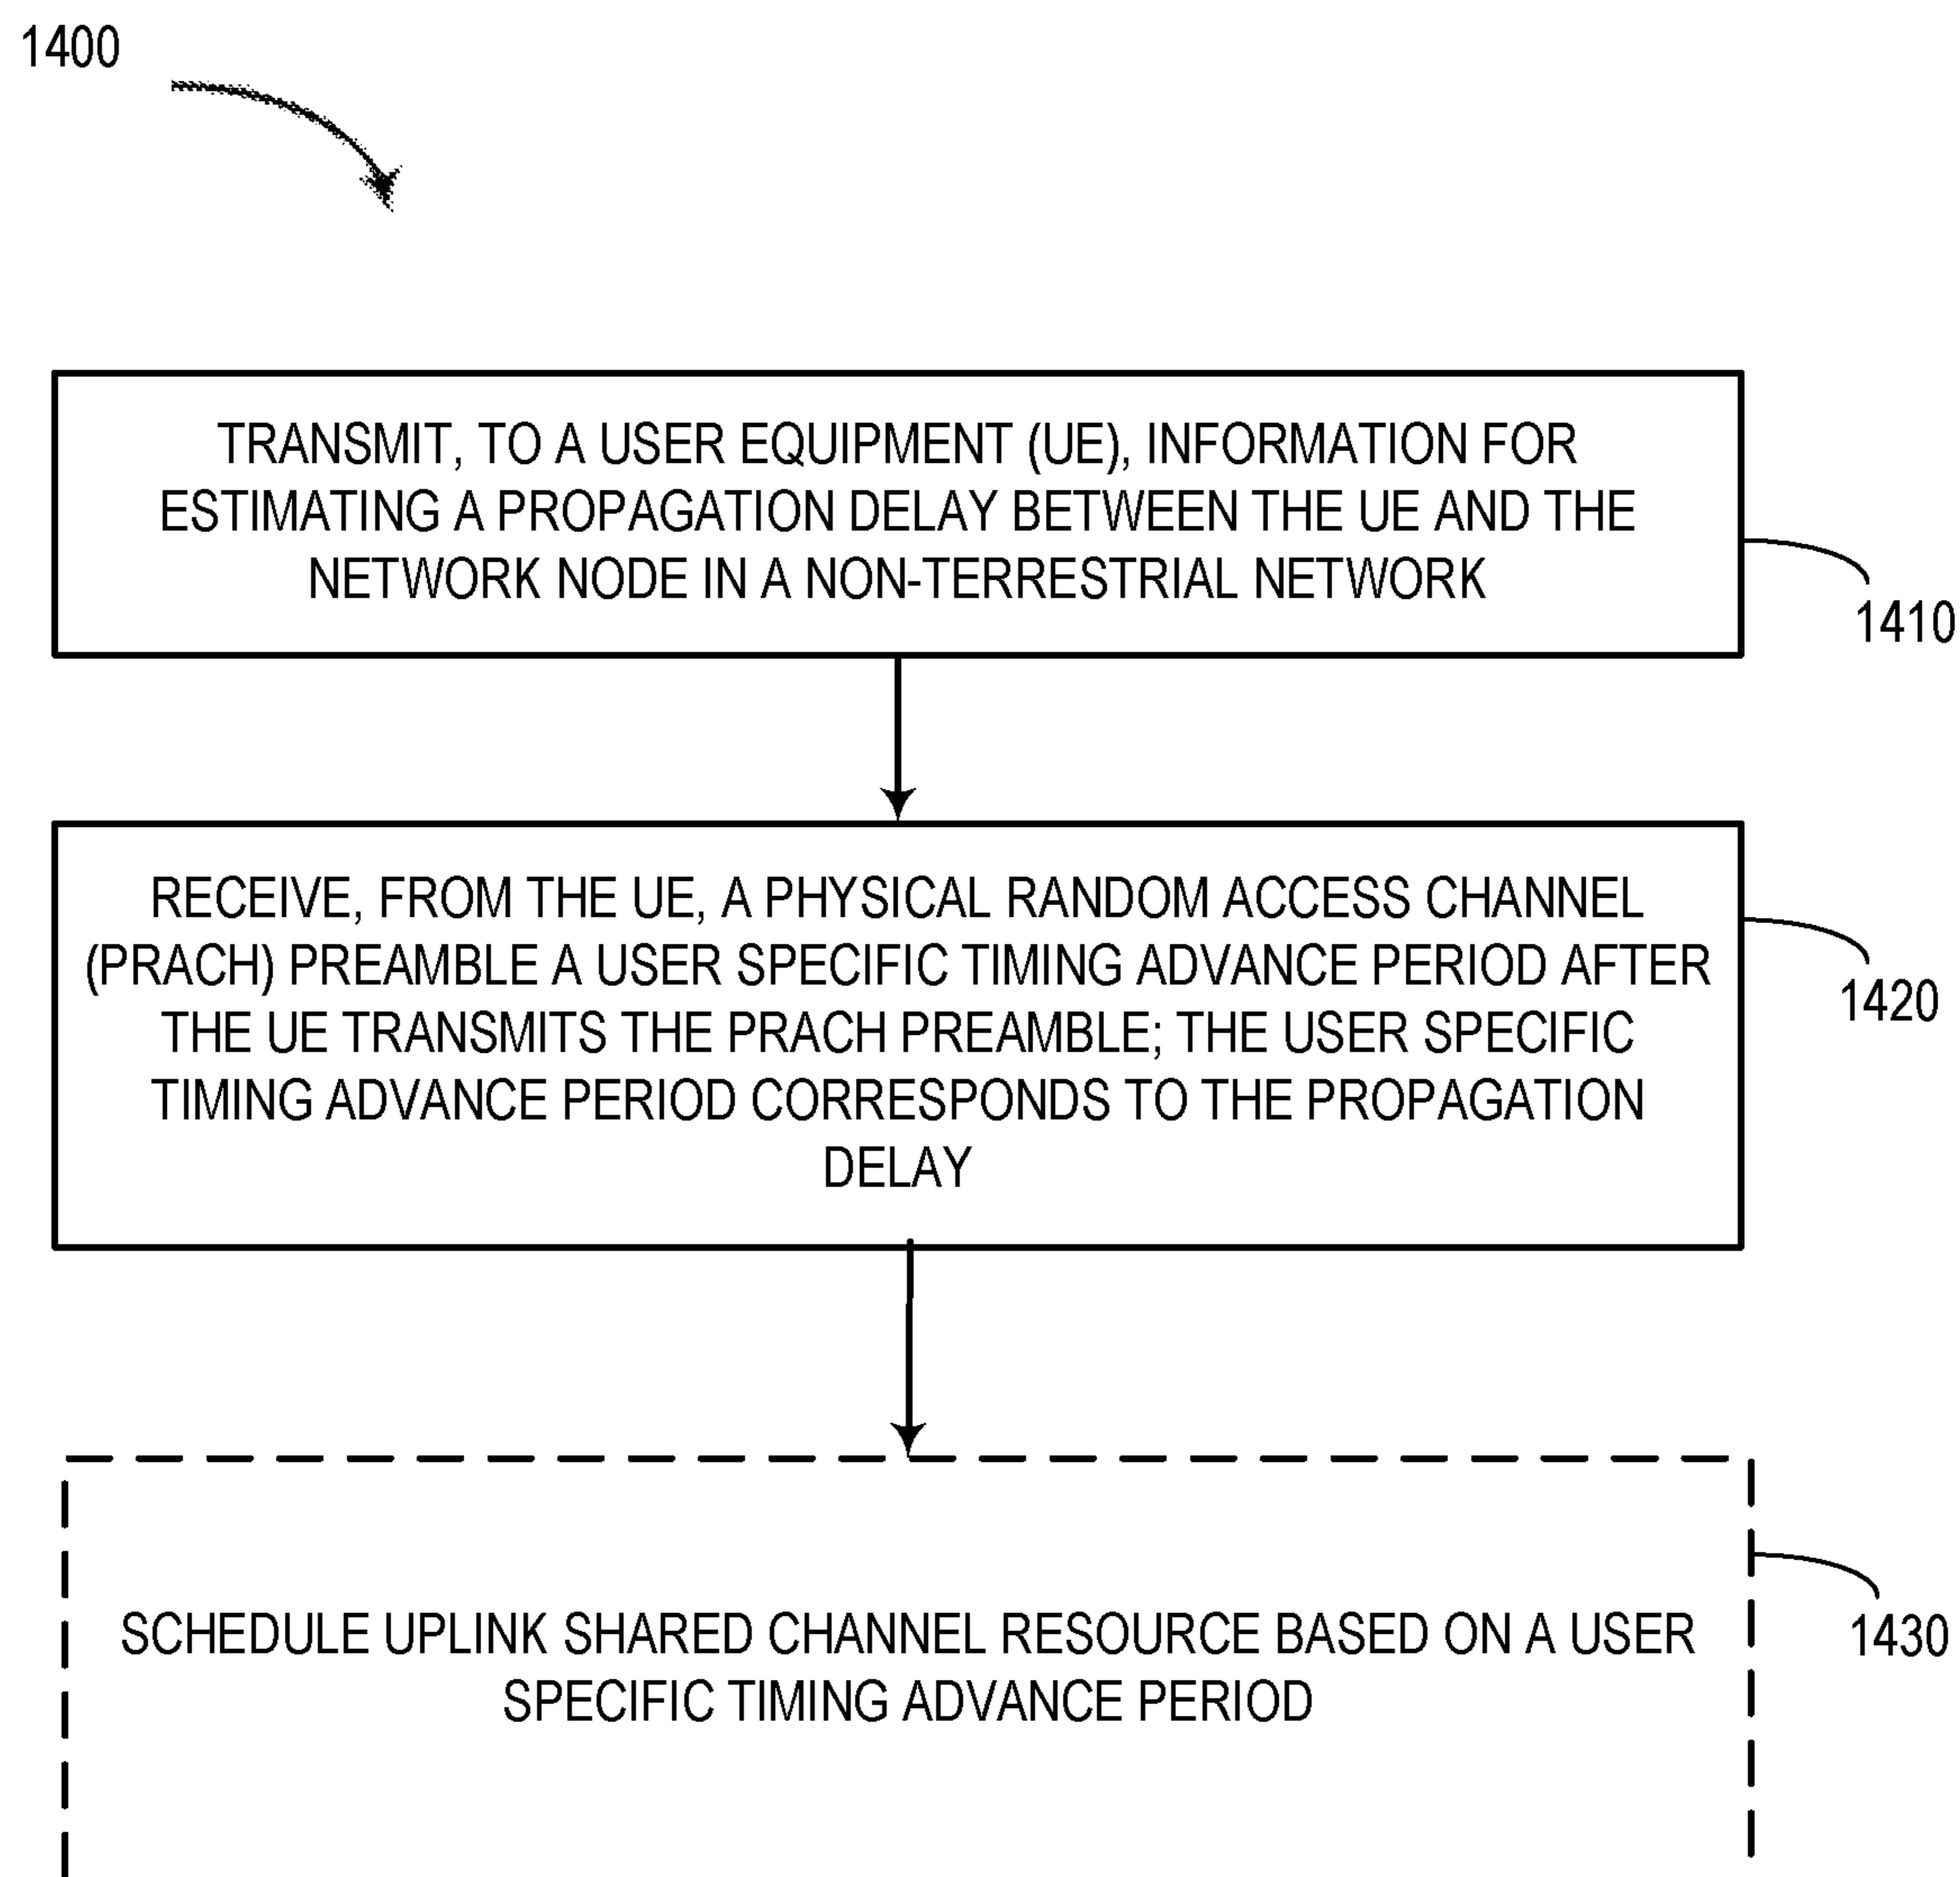 1400
TRANSMIT, TO A USER EQUIPMENT (UE), INFORMATION FOR
ESTIMATING A PROPAGATION DELAY BETWEEN THE UE AND THE
NETWORK NODE IN A NON-TERRESTRIAL NETWORK
1410
RECEIVE, FROM THE UE, A PHYSICAL RANDOM ACCESS CHANNEL
(PRACH) PREAMBLE A USER SPECIFIC TIMING ADVANCE PERIOD AFTER
THE UE TRANSMITS THE PRACH PREAMBLE; THE USER SPECIFIC
TIMING ADVANCE PERIOD CORRESPONDS TO THE PROPAGATION
DELAY
1420
SCHEDULE UPLINK SHARED CHANNEL RESOURCE BASED ON A USER
SPECIFIC TIMING ADVANCE PERIOD
1430